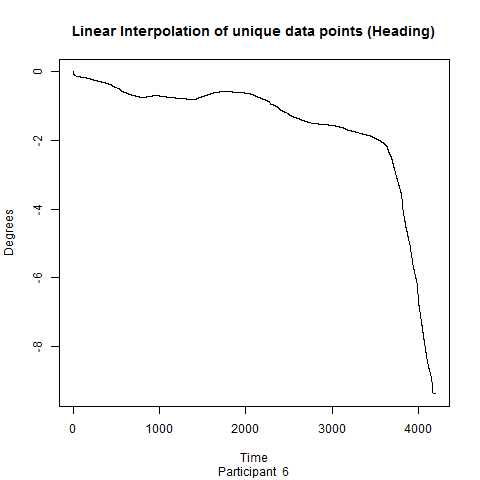 Linear Interpolation of unique data points (Heading)
Degrees
0
-2
-4
-6
-8
0 1000 2000 3000 4000
Time
Participant 6